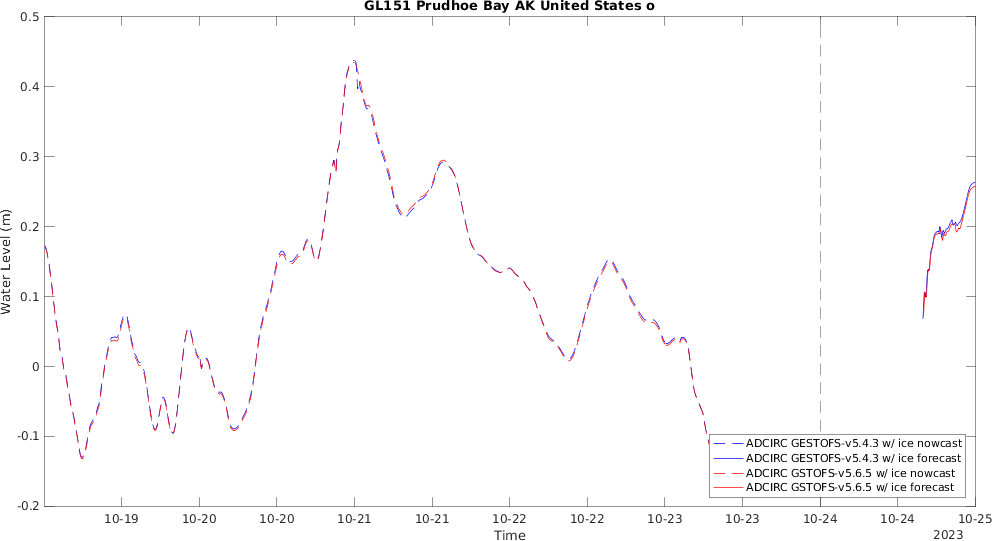 GL151 Prudhoe Bay AK United States o
0.5
0.4
0.3
0.2
0.1
0
-0.1
-0.2
Water Level (m)
ADCIRC GESTOFS-v5.4.3 w/ ice nowcast
ADCIRC GESTOFS-v5.4.3 w/ ice forecast
ADCIRC GSTOFS-v5.6.5 w/ ice nowcast
ADCIRC GSTOFS-v5.6.5 w/ ice forecast
10-19 10-20 10-20 10-21 10-21 10-22 10-22 10-23 10-23 10-24 10-24 10-25
Time
2023